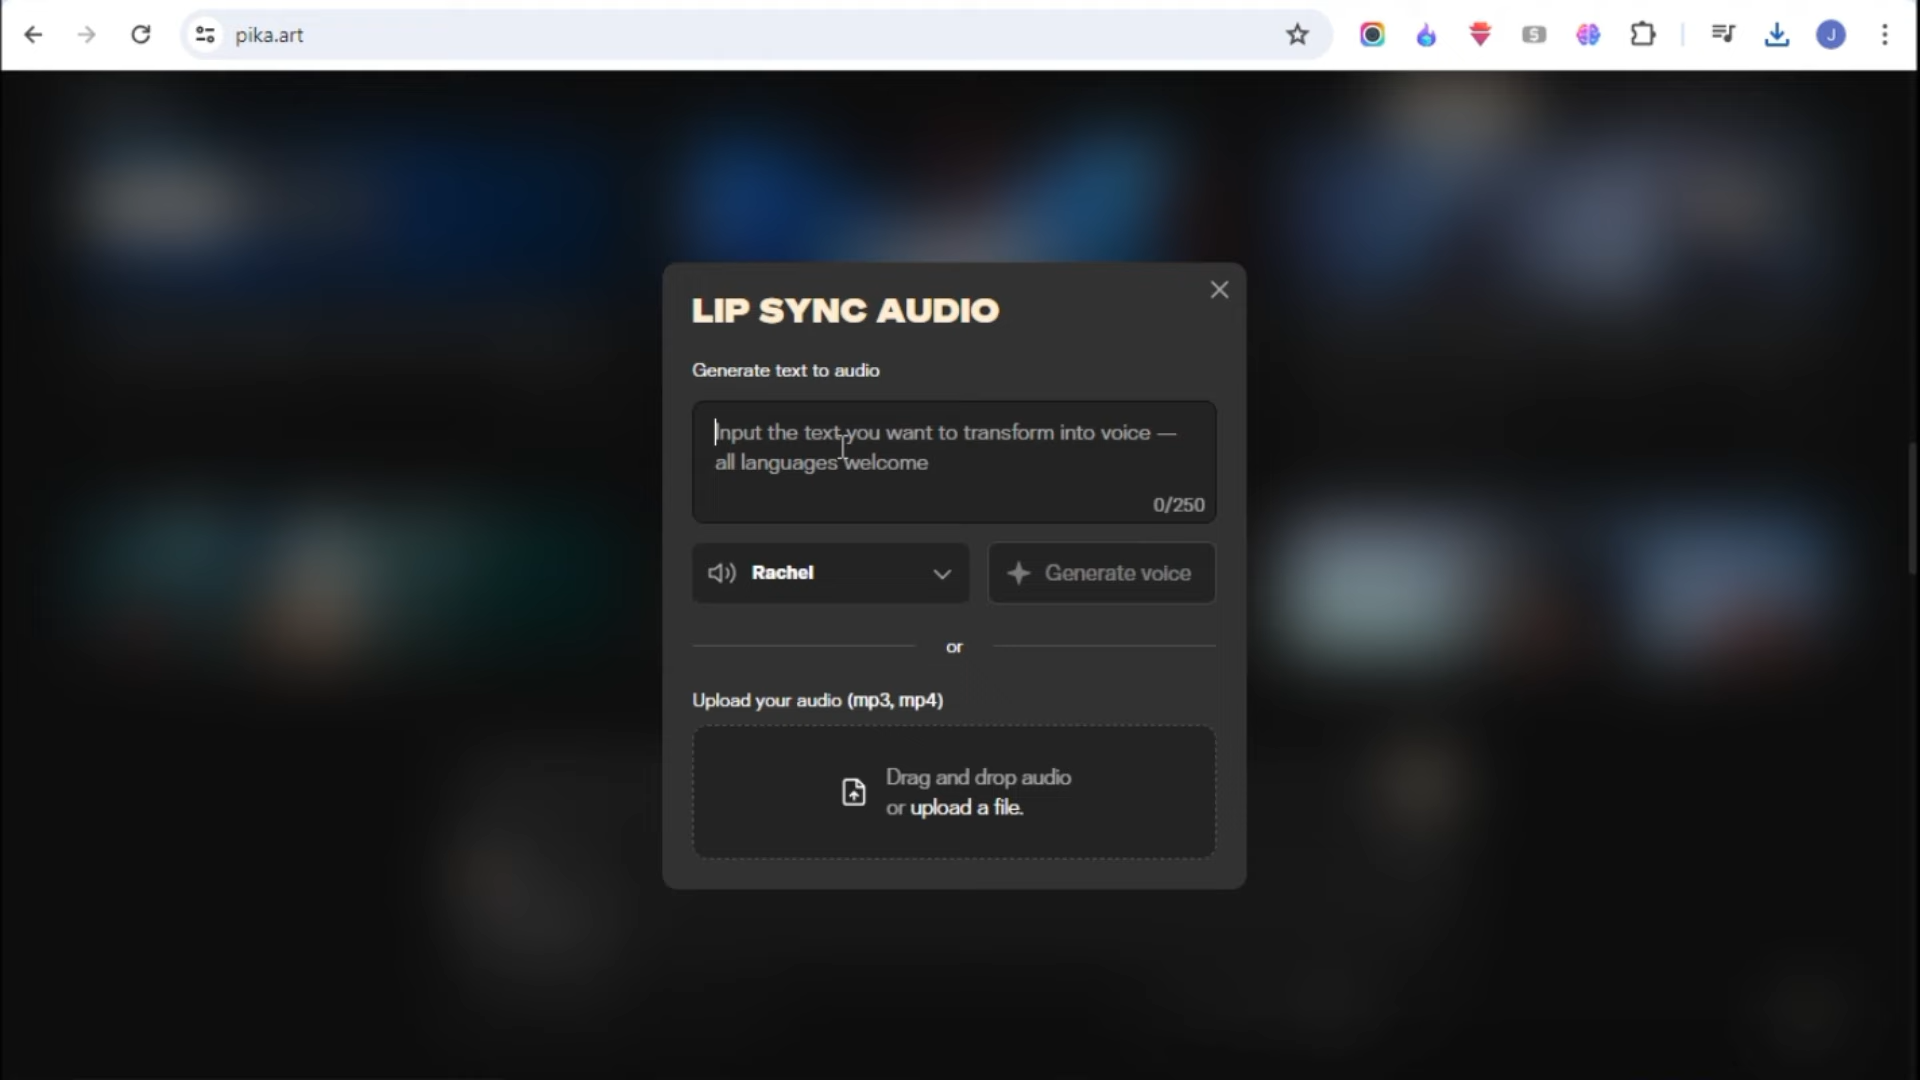 pika.art
S
J
LIP SYNC AUDIO
Generate text to audio
Input the text you want to transform into voice —
all languages welcome
0/250
Rachel
Generate voice
or
Upload your audio (mp3, mp4)
Drag and drop audio
or upload a file.